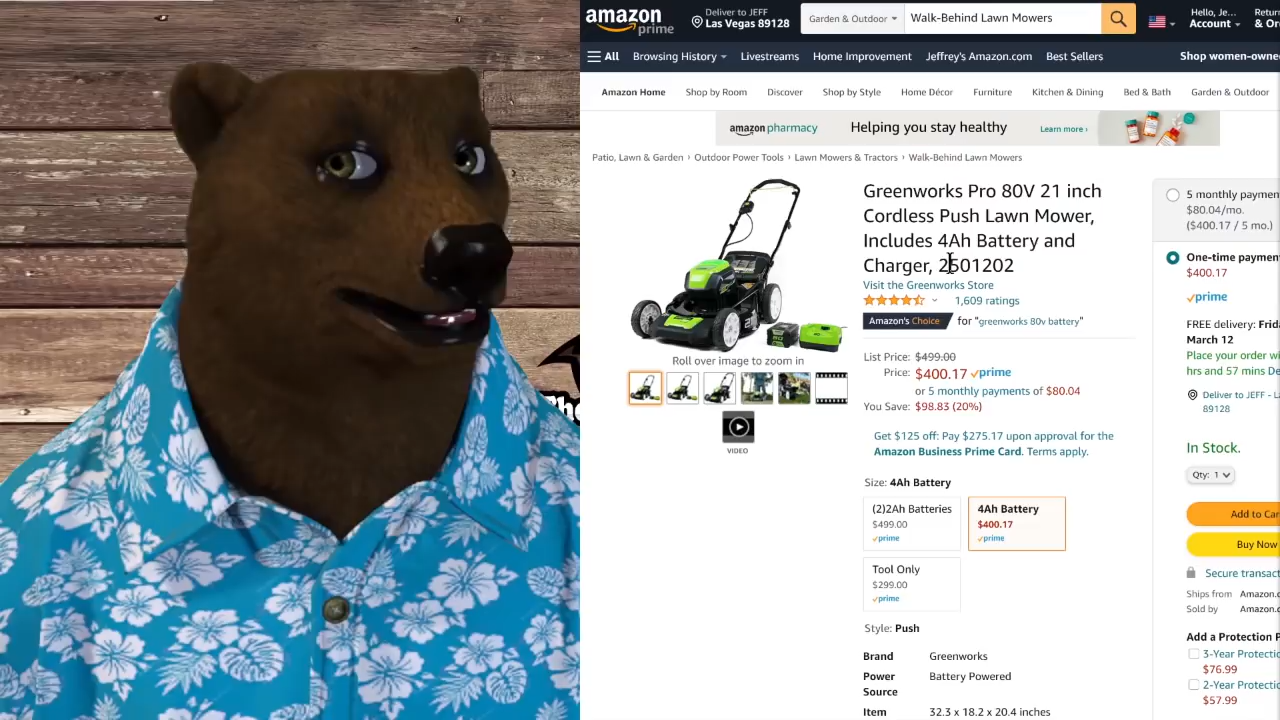 amazon
prime
Deliver to JEFF
Las Vegas 89128
Garden & Outdoor
Walk-Behind Lawn Mowers
Hello, Je...
Account
Retur
& O
All
Browsing History
Livestreams
Home Improvement
Jeffrey's Amazon.com
Best Sellers
Shop women-owne
Amazon Home
Shop by Room
Discover
Shop by Style
Home Décor
Furniture
Kitchen & Dining
Bed & Bath
Garden & Outdoor
amazon pharmacy
Helping you stay healthy
Learn more ›
Patio, Lawn & Garden › Outdoor Power Tools › Lawn Mowers & Tractors › Walk-Behind Lawn Mowers
Roll over image to zoom in
VIDEO
Greenworks Pro 80V 21 inch
Cordless Push Lawn Mower,
Includes 4Ah Battery and
Charger, 2501202
Visit the Greenworks Store
1,609 ratings
Amazon's Choice for "greenworks 80v battery"
List Price: $499.00
Price: $400.17 prime
or 5 monthly payments of $80.04
You Save: $98.83 (20%)
Get $125 off: Pay $275.17 upon approval for the
Amazon Business Prime Card. Terms apply.
Size: 4Ah Battery
(2)2Ah Batteries
$499.00
prime
4Ah Battery
$400.17
prime
Tool Only
$299.00
prime
Style: Push
Brand Greenworks
Power Battery Powered
Source
Item 32.3 x 18.2 x 20.4 inches
5 monthly paymen
$80.04/mo.
($400.17 / 5 mo.)
One-time paymen
$400.17
prime
FREE delivery: Frid
March 12
Place your order wi
hrs and 57 mins De
Deliver to JEFF - La
89128
In Stock.
Qty: 1
Add to Car
Buy Now
Secure transact
Ships from Amazon.c
Sold by Amazon.c
Add a Protection P
3-Year Protectio
$76.99
2-Year Protectio
$57.99